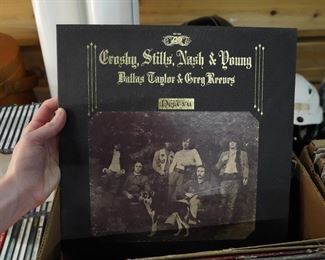 Crosby, Stills, Nash & Young
Dallas Taylor & Greg Reeves
Déjà vu